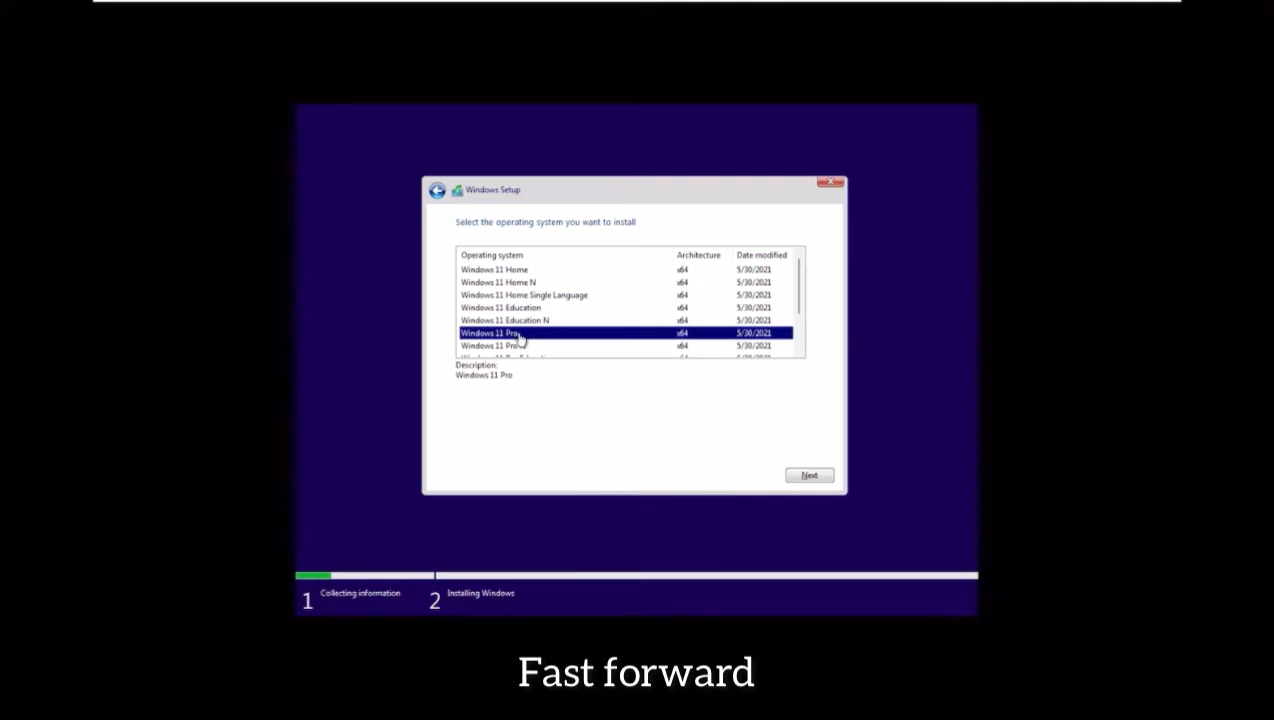 Windows Setup
Select the operating system you want to install
Operating system Architecture Date modified
Windows 11 Home x64 5/30/2021
Windows 11 Home N x64 5/30/2021
Windows 11 Home Single Language x64 5/30/2021
Windows 11 Education x64 5/30/2021
Windows 11 Education N x64 5/30/2021
Windows 11 Pro x64 5/30/2021
Windows 11 Pro x64 5/30/2021
Description:
Windows 11 Pro
Next
1 Collecting information 2 Installing Windows
Fast forward